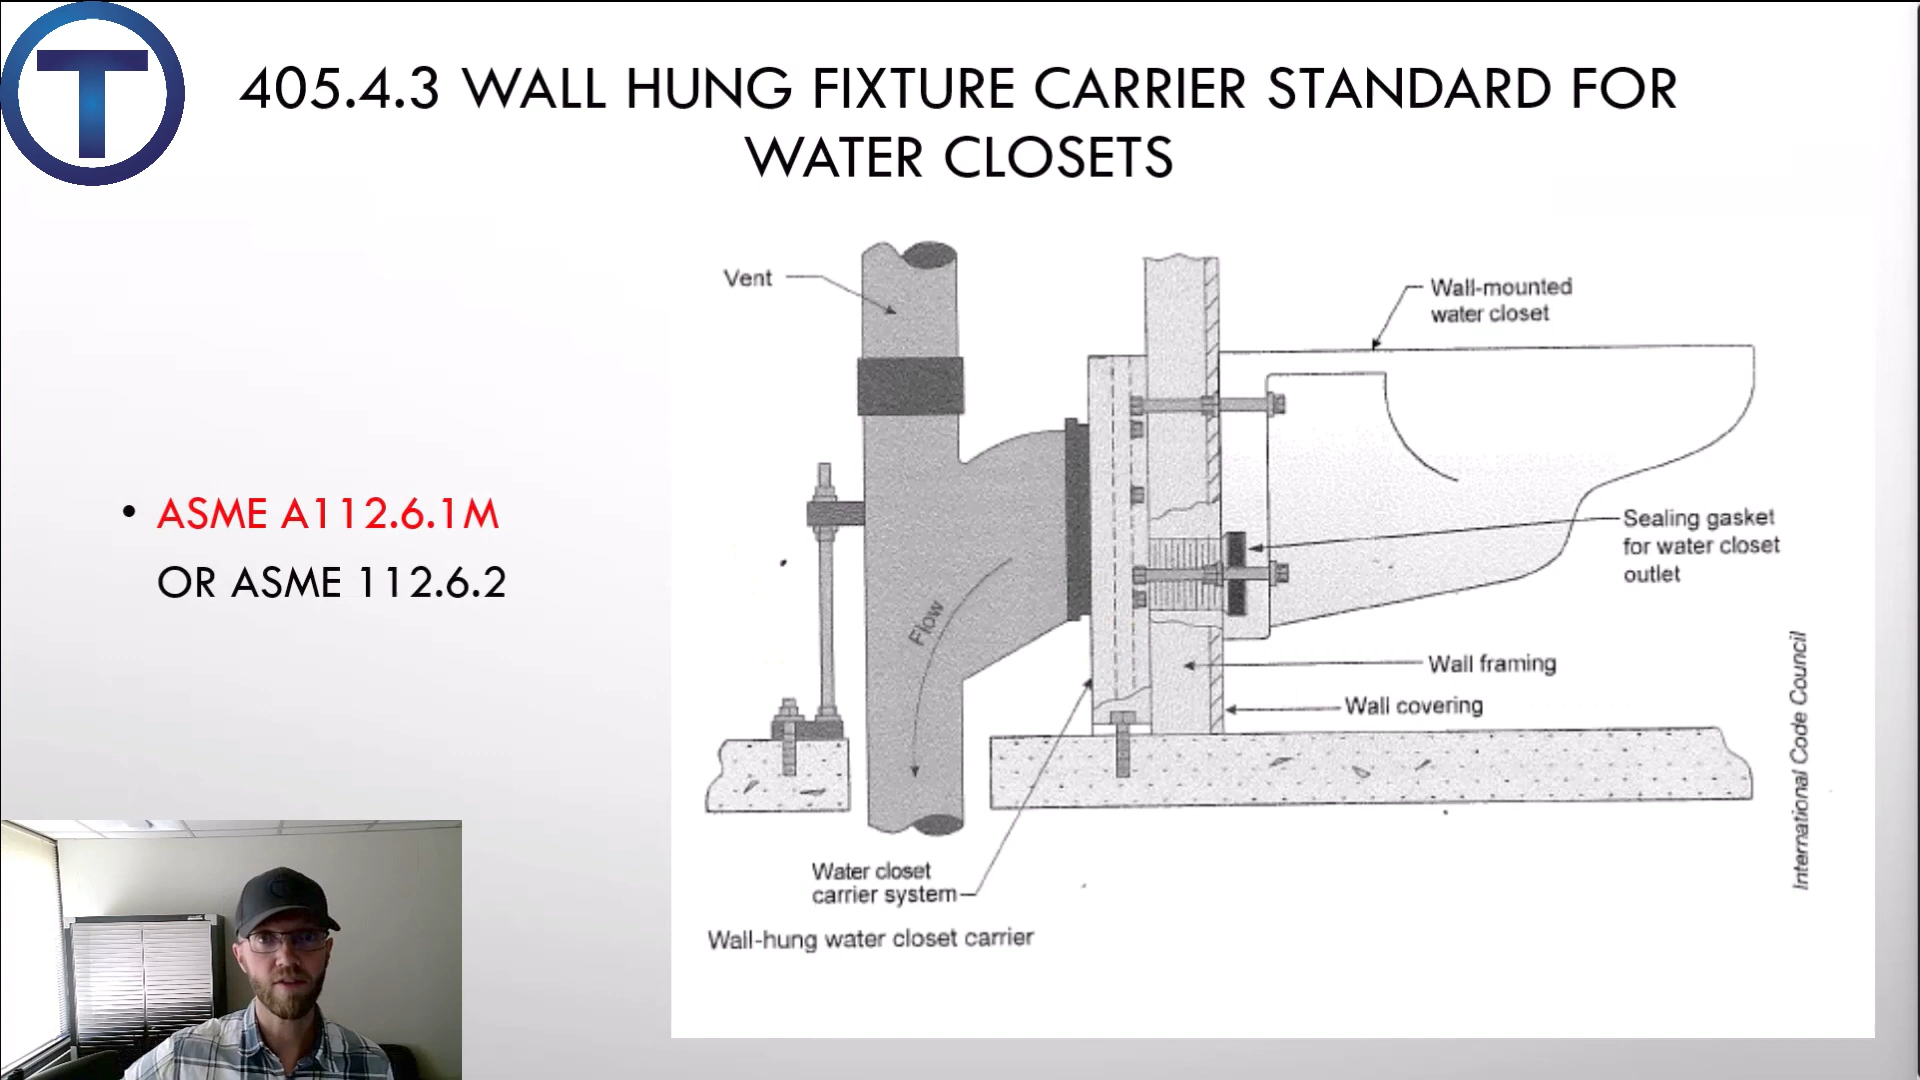 T
405.4.3 WALL HUNG FIXTURE CARRIER STANDARD FOR
WATER CLOSETS
• ASME A112.6.1M
OR ASME 112.6.2
Vent
Wall-mounted
water closet
Sealing gasket
for water closet
outlet
Flow
Wall framing
Wall covering
Water closet
carrier system
Wall-hung water closet carrier
International Code Council